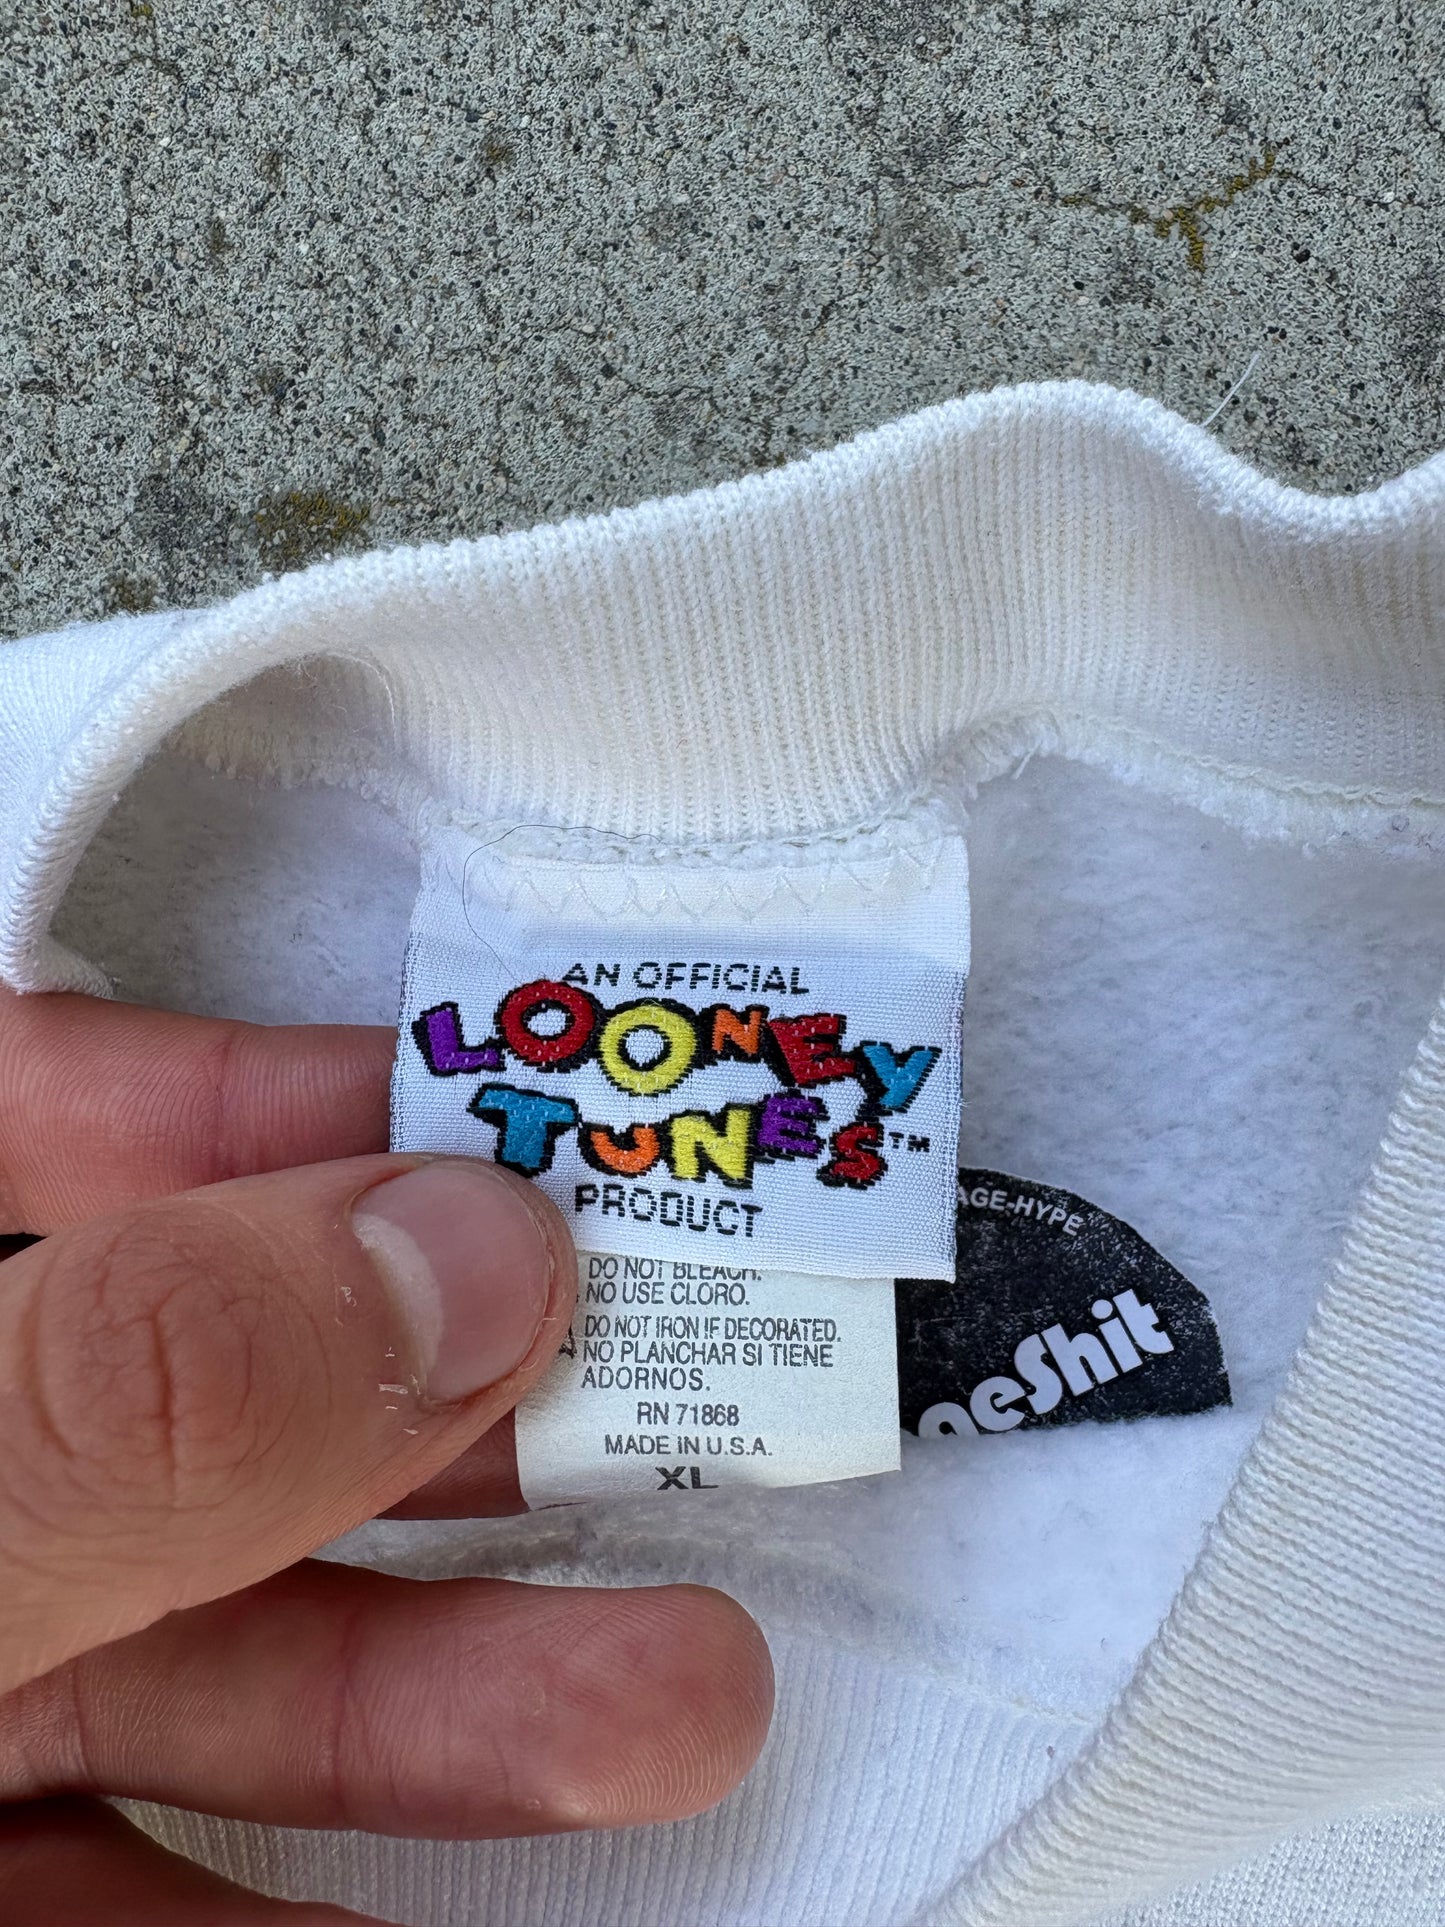 AN OFFICIAL
LOONEY
TUNES™
PRODUCT
DO NOT BLEACH.
NO USE CLORO.
DO NOT IRON IF DECORATED.
NO PLANCHAR SI TIENE
ADORNOS.
RN 71868
MADE IN U.S.A.
XL
AGE-HYPE
geShit